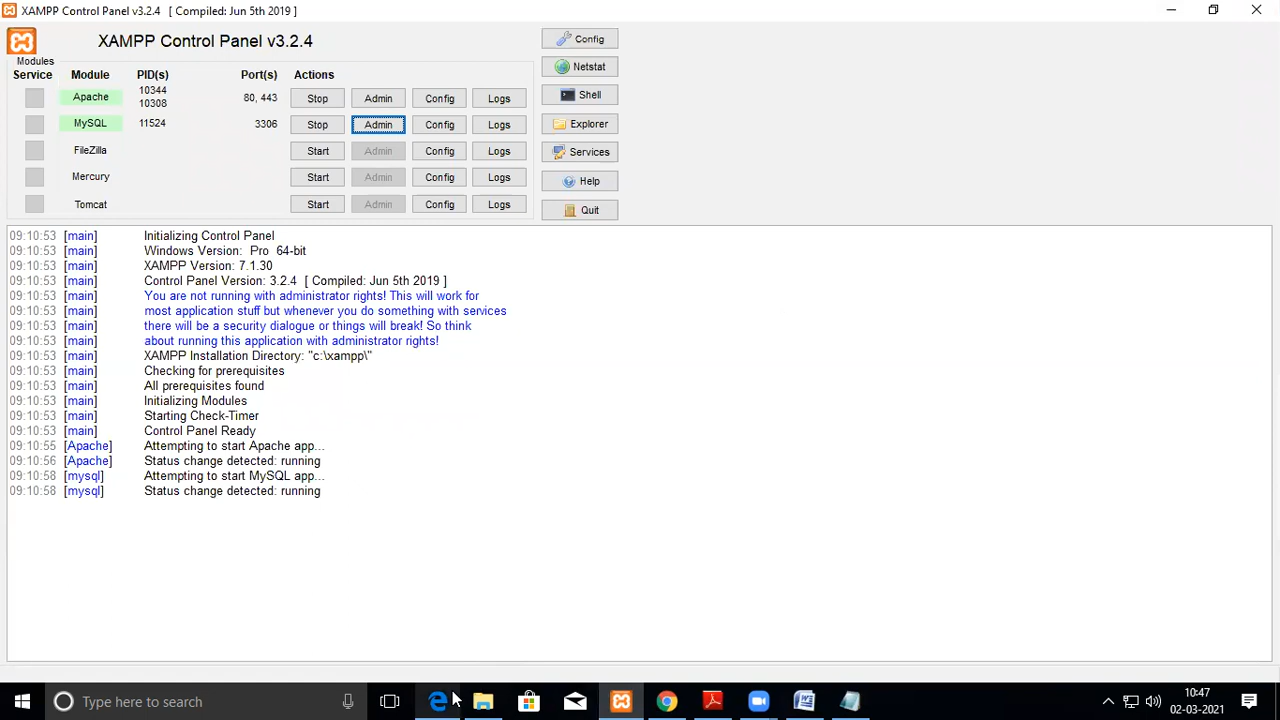 XAMPP Control Panel v3.2.4 [ Compiled: Jun 5th 2019 ]
XAMPP Control Panel v3.2.4
Config
Modules
Service Module PID(s) Port(s) Actions
Netstat
Apache 10344 10308 80, 443 Stop Admin Config Logs
Shell
MySQL 11524 3306 Stop Admin Config Logs
Explorer
FileZilla Start Admin Config Logs
Services
Mercury Start Admin Config Logs
Help
Tomcat Start Admin Config Logs
Quit
09:10:53 [main] Initializing Control Panel
09:10:53 [main] Windows Version: Pro 64-bit
09:10:53 [main] XAMPP Version: 7.1.30
09:10:53 [main] Control Panel Version: 3.2.4 [ Compiled: Jun 5th 2019 ]
09:10:53 [main] You are not running with administrator rights! This will work for
09:10:53 [main] most application stuff but whenever you do something with services
09:10:53 [main] there will be a security dialogue or things will break! So think
09:10:53 [main] about running this application with administrator rights!
09:10:53 [main] XAMPP Installation Directory: "c:\xampp\"
09:10:53 [main] Checking for prerequisites
09:10:53 [main] All prerequisites found
09:10:53 [main] Initializing Modules
09:10:53 [main] Starting Check-Timer
09:10:53 [main] Control Panel Ready
09:10:55 [Apache] Attempting to start Apache app...
09:10:56 [Apache] Status change detected: running
09:10:58 [mysql] Attempting to start MySQL app...
09:10:58 [mysql] Status change detected: running
Type here to search
10:47
02-03-2021